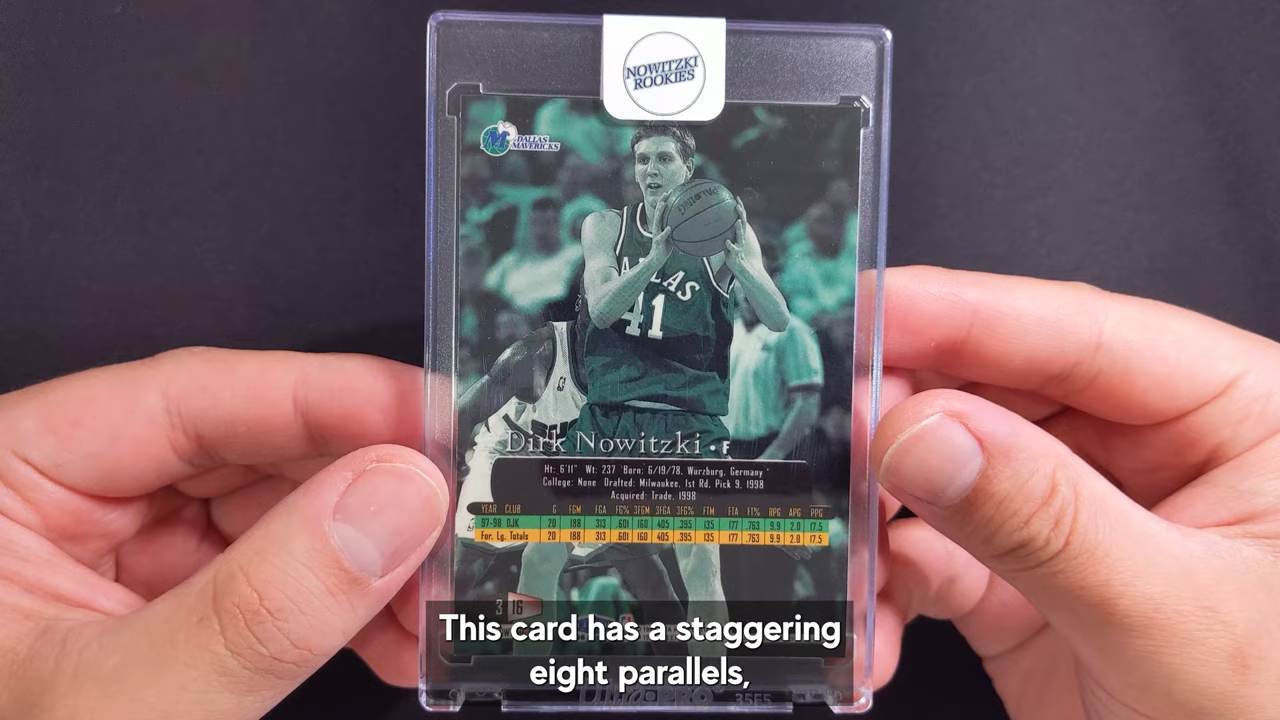 NOWITZKI
ROOKIES
DALLAS
MAVERICKS
SPALDING
DALLAS
41
Dirk Nowitzki • F
Ht: 6'11" Wt: 237 Born: 6/19/78, Wurzburg, Germany
College: None Drafted: Milwaukee, 1st Rd, Pick 9, 1998
Acquired: Trade, 1998
YEAR CLUB G FGM FGA FG% 3FGM 3FGA 3FG% FTM FTA FT% RPG APG PPG
97-98 DJK 20 188 313 .601 160 405 .395 135 177 .763 9.9 2.0 17.5
For. Lg. Totals 20 188 313 .601 160 405 .395 135 177 .763 9.9 2.0 17.5
3 16
This card has a staggering
eight parallels,